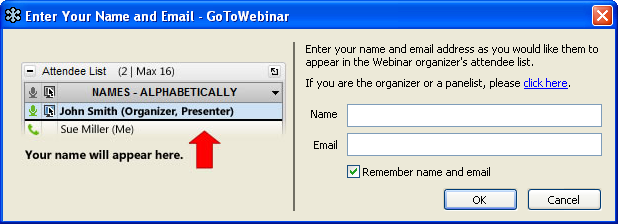 Enter Your Name and Email - GoToWebinar
Attendee List (2 | Max 16)
NAMES - ALPHABETICALLY
John Smith (Organizer, Presenter)
Sue Miller (Me)
Your name will appear here.
Enter your name and email address as you would like them to
appear in the Webinar organizer's attendee list.
If you are the organizer or a panelist, please click here.
Name
Email
Remember name and email
OK
Cancel